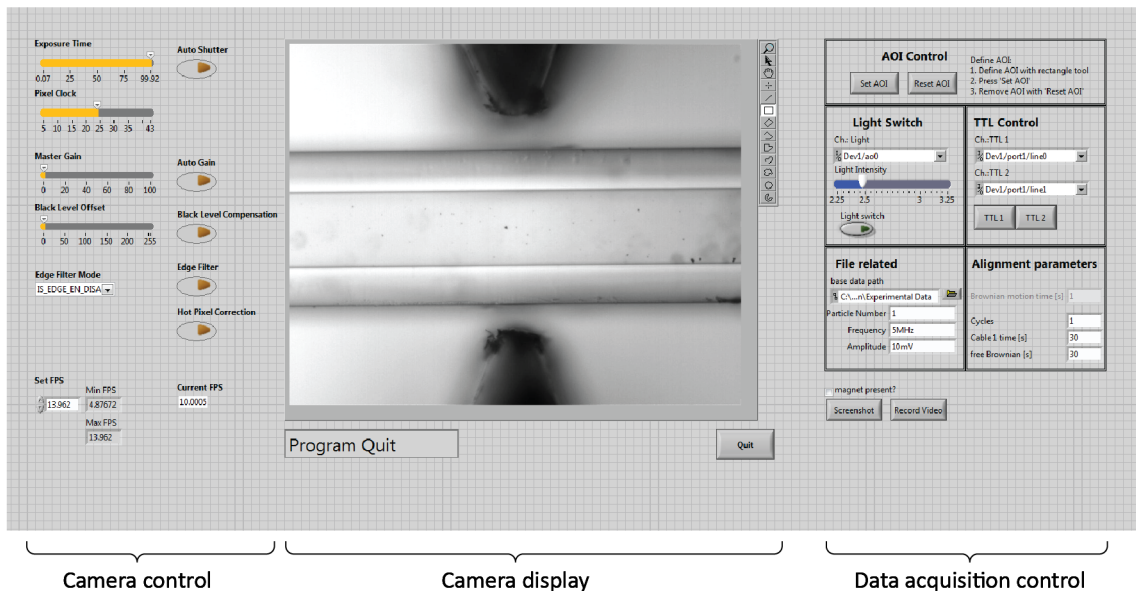 Exposure Time
0.07 25 50 75 99.92
Auto Shutter
Pixel Clock
5 10 15 20 25 30 35 43
Master Gain
0 20 40 60 80 100
Auto Gain
Black Level Offset
0 50 100 150 200 255
Black Level Compensation
Edge Filter Mode
IS_EDGE_EN_DISA
Edge Filter
Hot Pixel Correction
Set FPS
13.962
Min FPS
4.87672
Max FPS
13.962
Current FPS
10.0005
Program Quit
Quit
AOI Control
Set AOI
Reset AOI
Define AOI:
1. Define AOI with rectangle tool
2. Press 'Set AOI'
3. Remove AOI with 'Reset AOI'
Light Switch
Ch.: Light
Dev1/ao0
Light Intensity
2.25 2.5 3 3.25
Light switch
TTL Control
Ch.:TTL 1
Dev1/port1/line0
Ch.:TTL 2
Dev1/port1/line1
TTL 1
TTL 2
File related
base data path
C:\...n\Experimental Data
Particle Number 1
Frequency 5MHz
Amplitude 10mV
Alignment parameters
Brownian motion time [s] 1
Cycles 1
Cable 1 time [s] 30
free Brownian [s] 30
magnet present?
Screenshot
Record Video
Camera control
Camera display
Data acquisition control